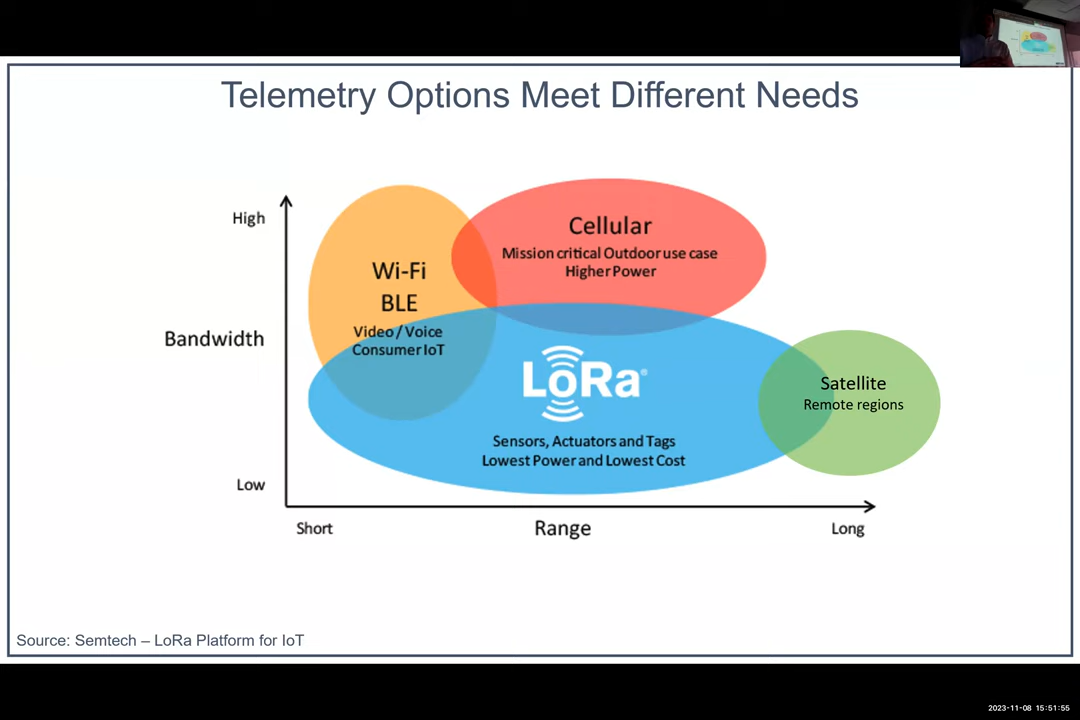 Telemetry Options Meet Different Needs
High
Bandwidth
Low
Wi-Fi
BLE
Video / Voice
Consumer IoT
Cellular
Mission critical Outdoor use case
Higher Power
LoRa®
Sensors, Actuators and Tags
Lowest Power and Lowest Cost
Satellite
Remote regions
Short
Range
Long
Source: Semtech – LoRa Platform for IoT
2023-11-08 15:51:55